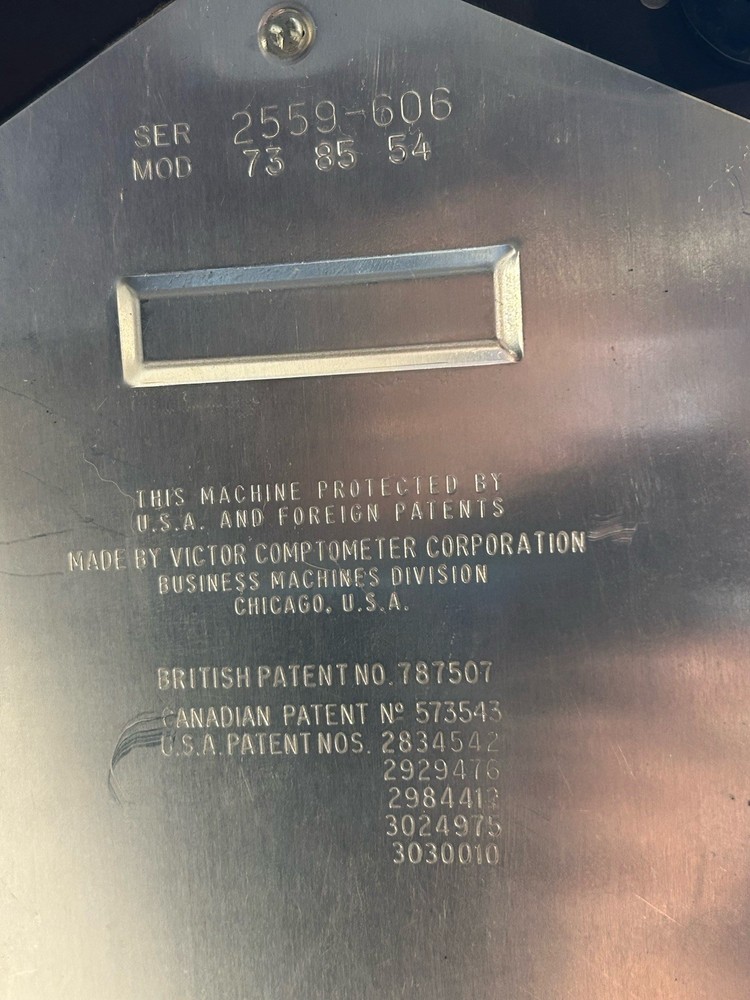 SER 2559-606
MOD 73 85 54
THIS MACHINE PROTECTED BY
U.S.A. AND FOREIGN PATENTS
MADE BY VICTOR COMPTOMETER CORPORATION
BUSINESS MACHINES DIVISION
CHICAGO, U.S.A.
BRITISH PATENT NO. 787507
CANADIAN PATENT Nº 573543
U.S.A. PATENT NOS. 2834542
2929476
3024975
3030010